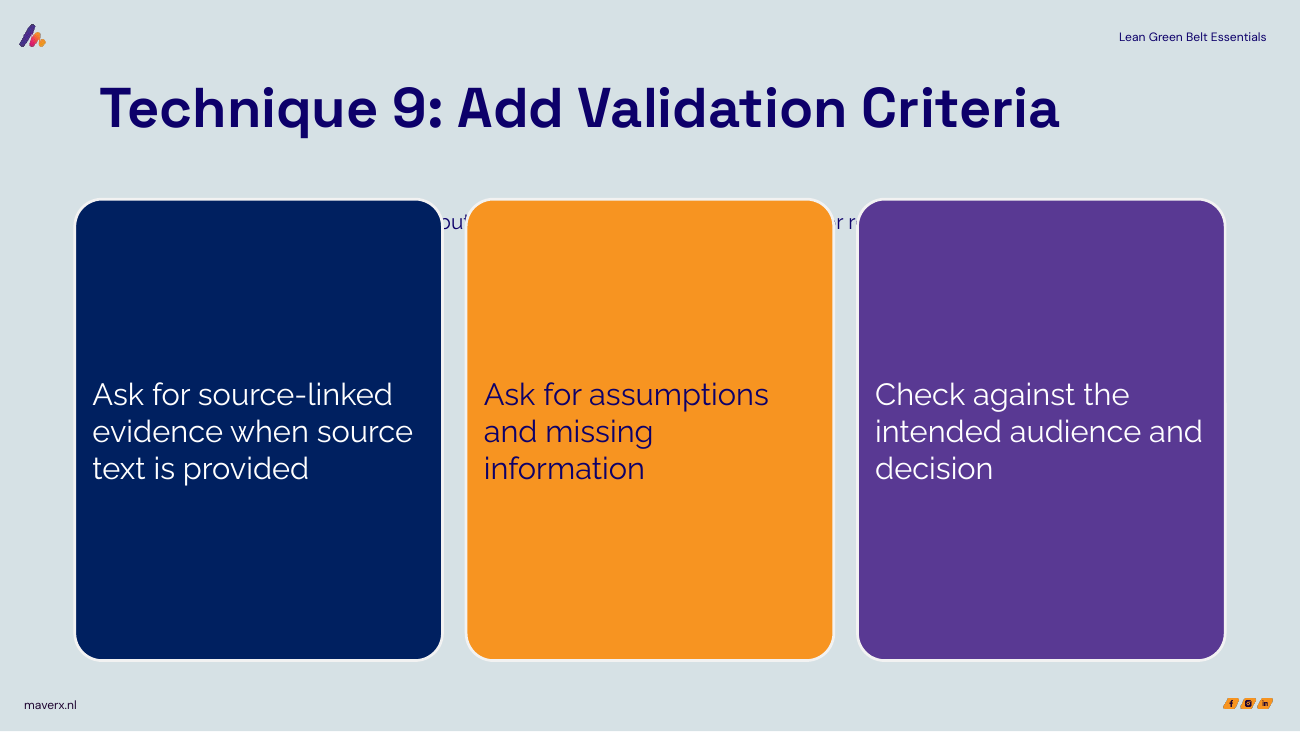 Lean Green Belt Essentials
Technique 9: Add Validation Criteria
Ask for source-linked
evidence when source
text is provided
Ask for assumptions
and missing
information
Check against the
intended audience and
decision
maverx.nl